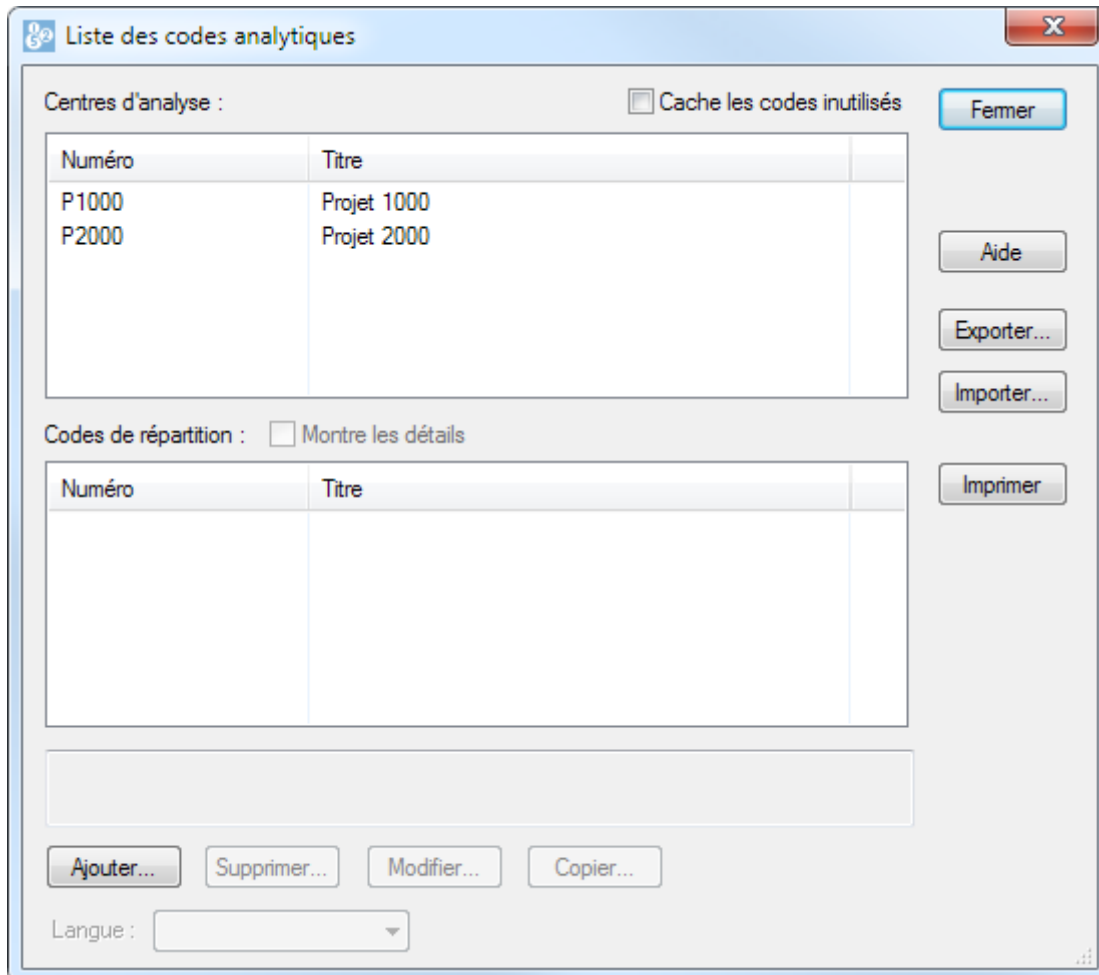 Liste des codes analytiques
Centres d'analyse :
Cache les codes inutilisés
Fermer
Numéro Titre
P1000 Projet 1000
P2000 Projet 2000
Aide
Exporter...
Importer...
Codes de répartition :
Montre les détails
Numéro Titre
Imprimer
Ajouter... Supprimer... Modifier... Copier...
Langue :